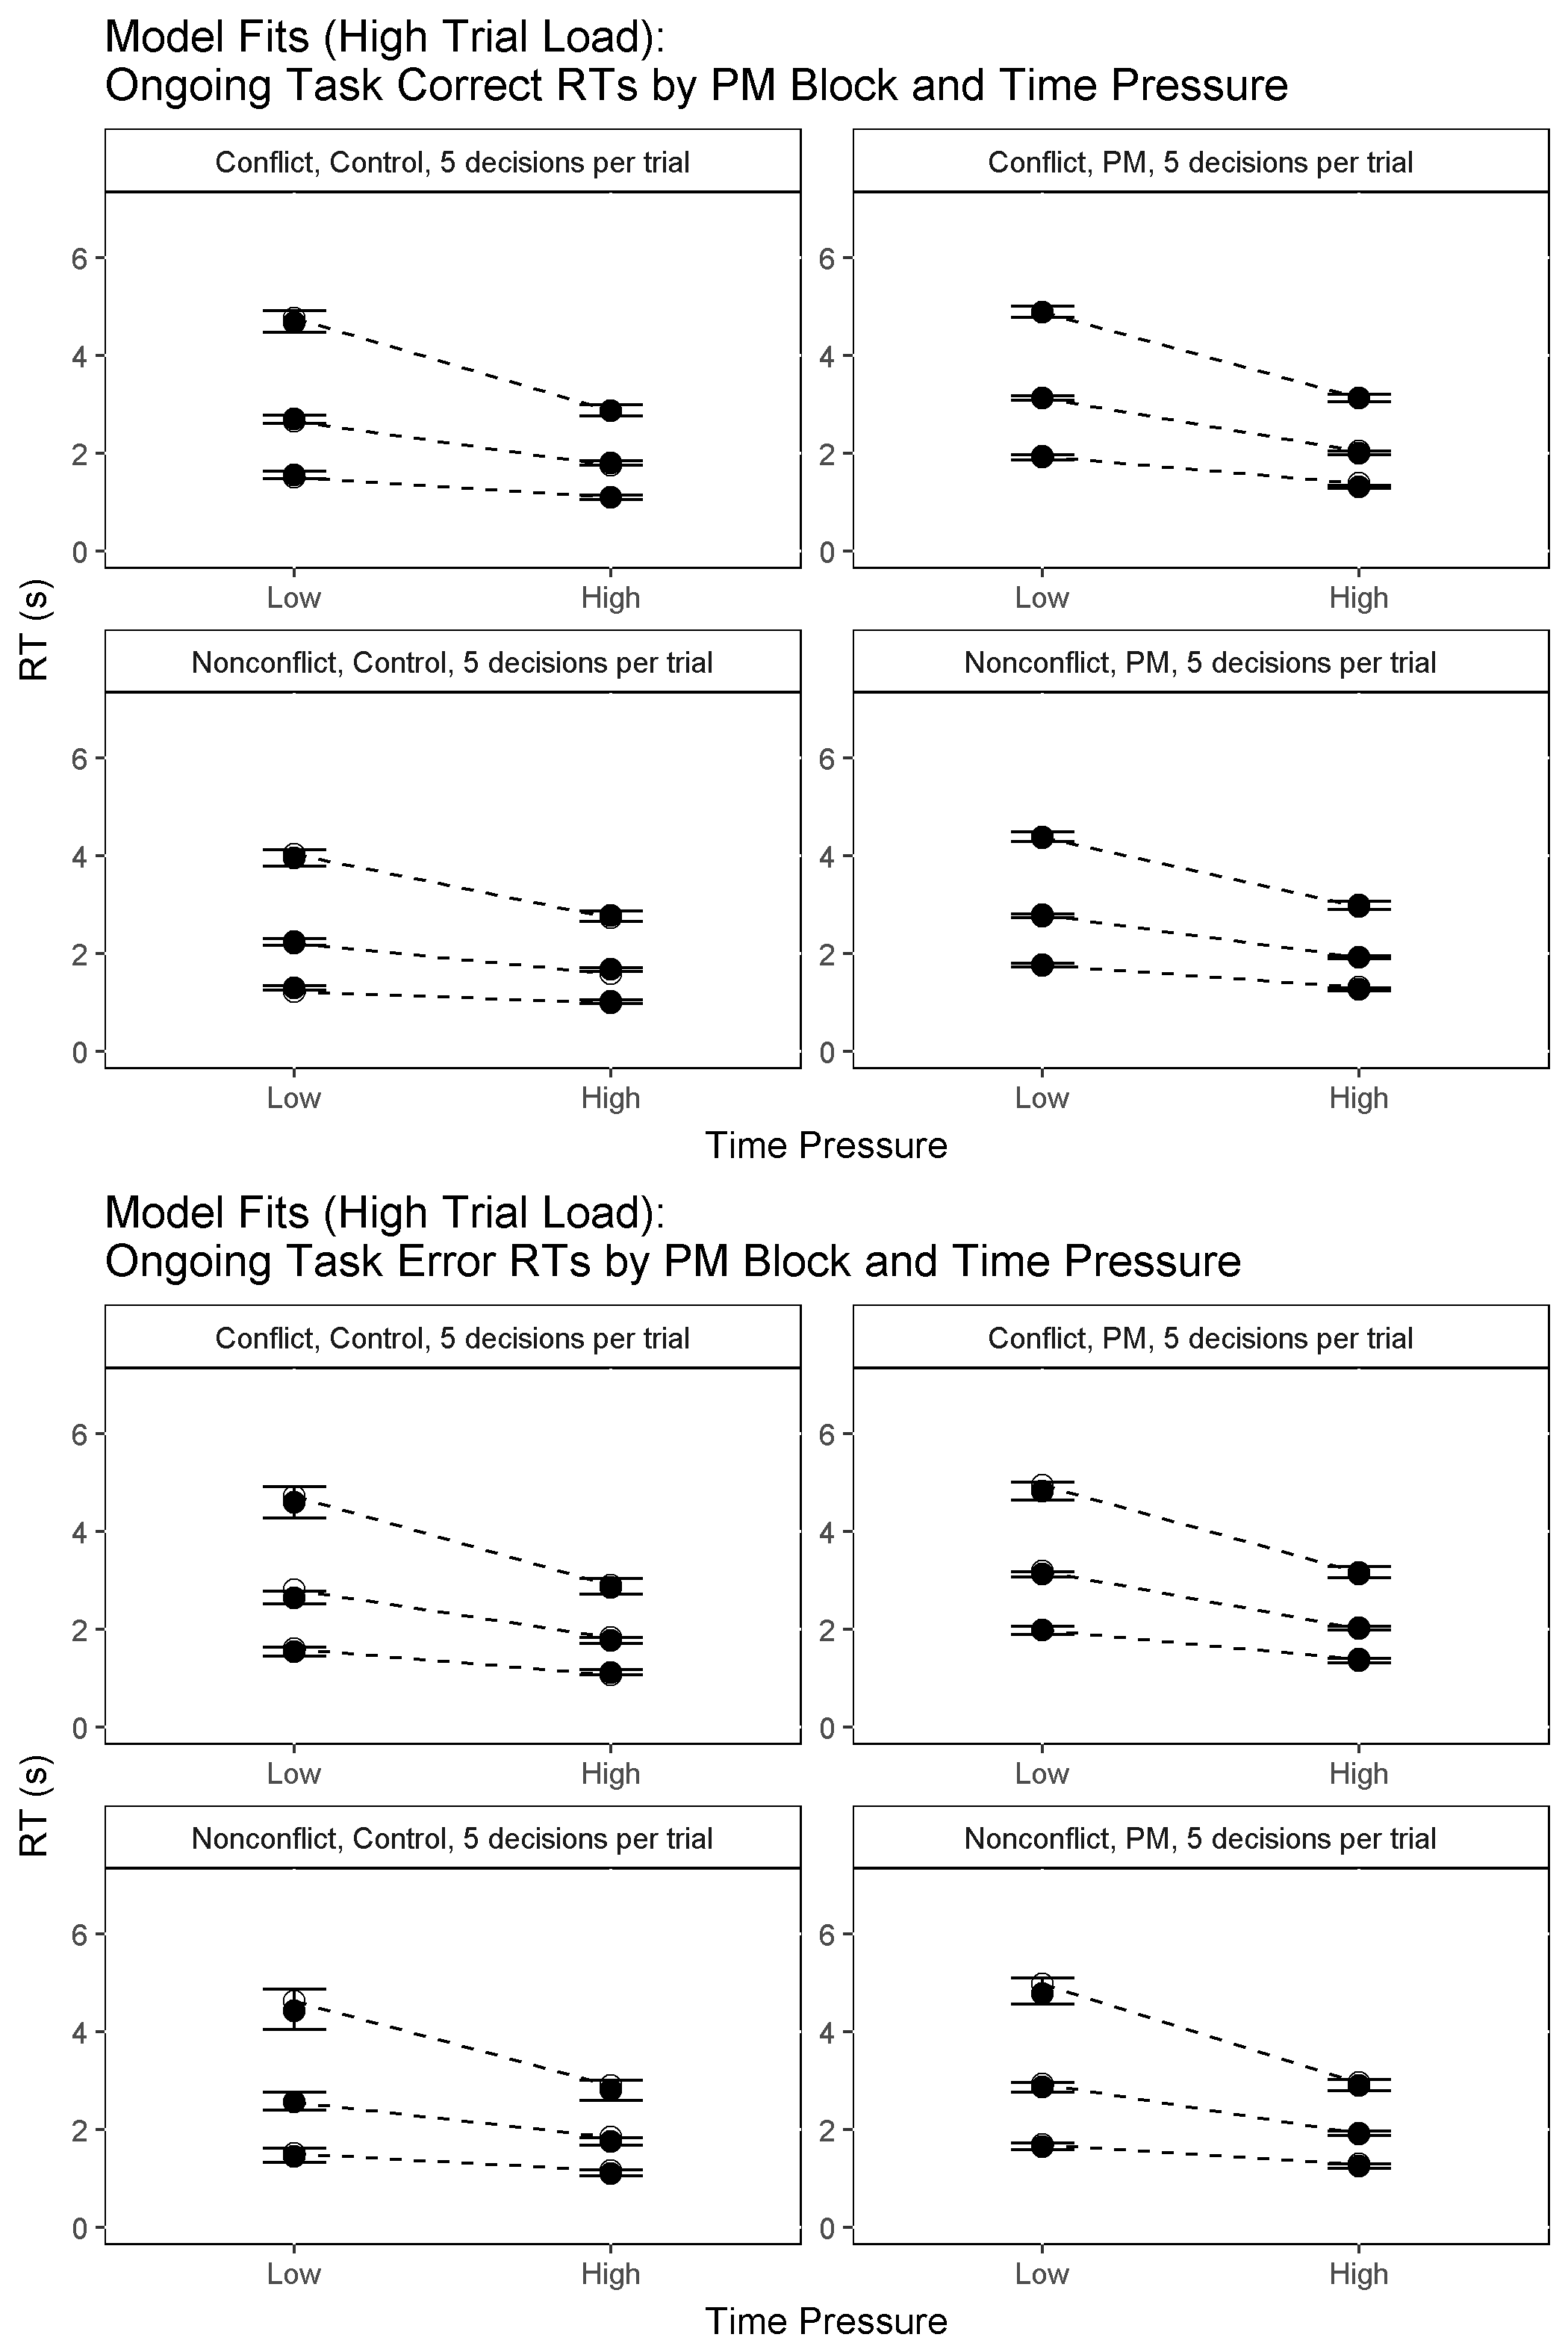 Model Fits (High Trial Load):
Ongoing Task Correct RTs by PM Block and Time Pressure
Conflict, Control, 5 decisions per trial
Conflict, PM, 5 decisions per trial
6
4
2
0
6
4
2
0
Low
High
Low
High
RT (s)
Nonconflict, Control, 5 decisions per trial
Nonconflict, PM, 5 decisions per trial
6
4
2
0
6
4
2
0
Low
High
Low
High
Time Pressure
Model Fits (High Trial Load):
Ongoing Task Error RTs by PM Block and Time Pressure
Conflict, Control, 5 decisions per trial
Conflict, PM, 5 decisions per trial
6
4
2
0
6
4
2
0
Low
High
Low
High
RT (s)
Nonconflict, Control, 5 decisions per trial
Nonconflict, PM, 5 decisions per trial
6
4
2
0
6
4
2
0
Low
High
Low
High
Time Pressure